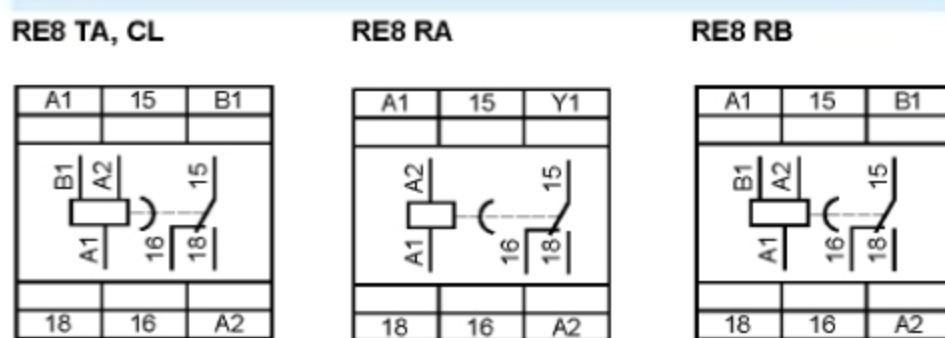 RE8 TA, CL
RE8 RA
RE8 RB
A1 15 B1
B1 A2 15
A1 16 18
18 16 A2
A1 15 Y1
A2 15
A1 16 18
18 16 A2
A1 15 B1
B1 A2 15
A1 16 18
18 16 A2